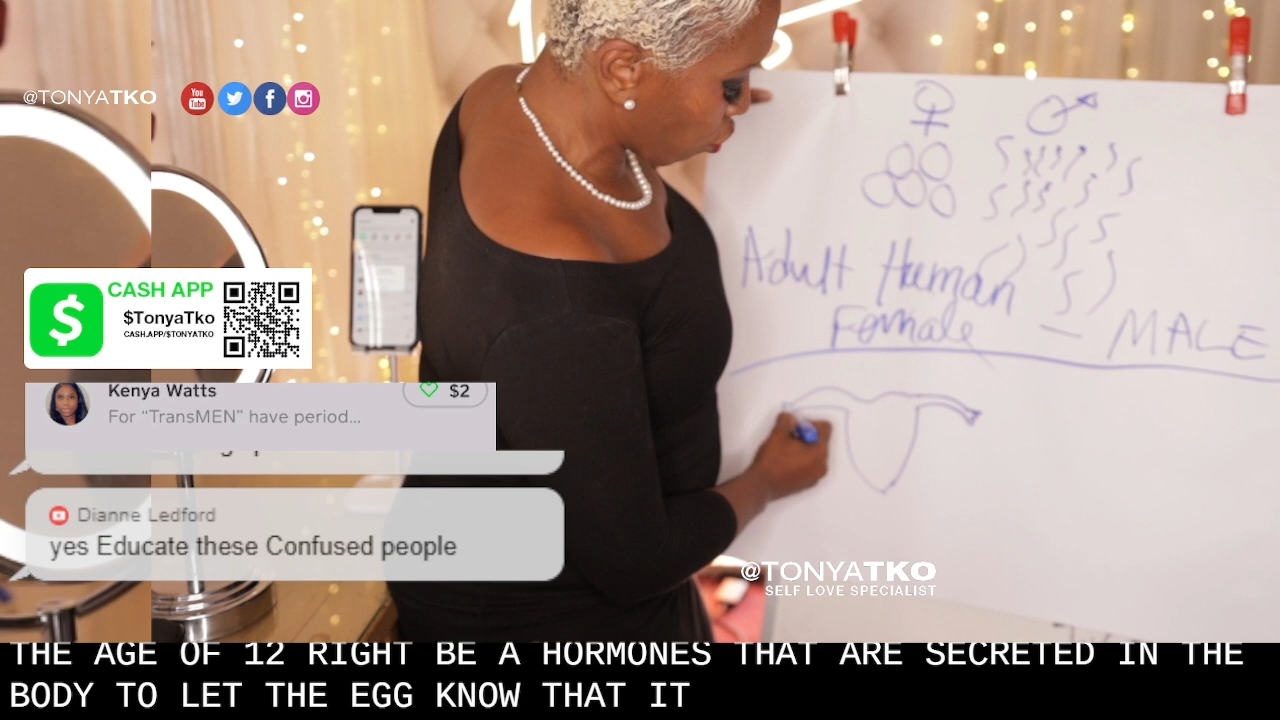 @TONYATKO
You Tube
CASH APP
$TonyaTko
CASH.APP/$TONYATKO
Kenya Watts
$2
For “TransMEN” have period...
Dianne Ledford
yes Educate these Confused people
Adult Human
Female — MALE
@TONYATKO
SELF LOVE SPECIALIST
THE AGE OF 12 RIGHT BE A HORMONES THAT ARE SECRETED IN THE
BODY TO LET THE EGG KNOW THAT IT